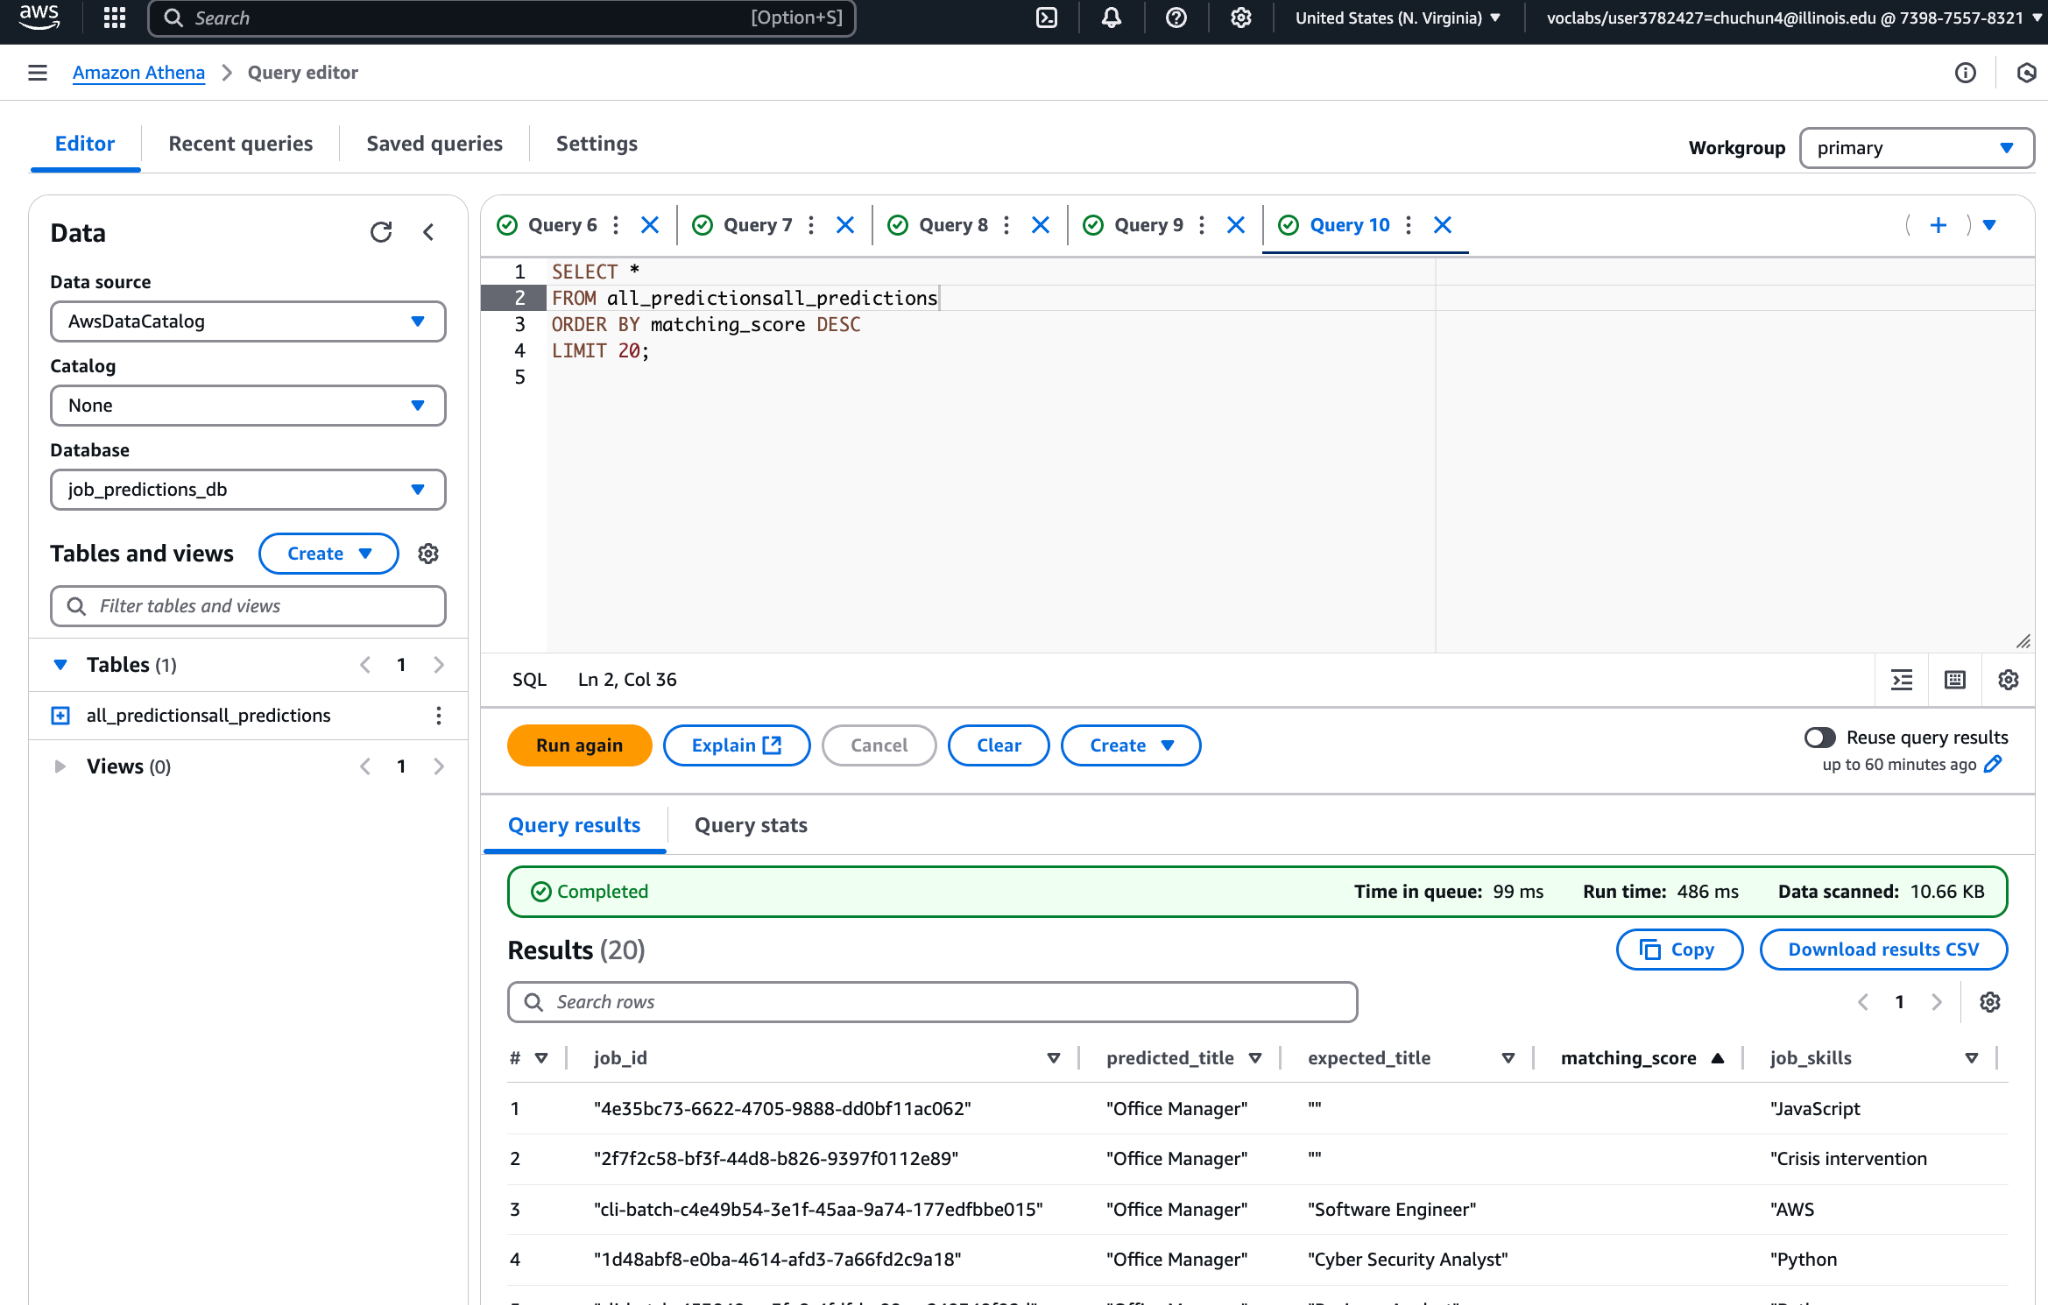 aws
Search [Option+S] United States (N. Virginia) voclabs/user3782427=chuchun4@illinois.edu @ 7398-7557-8321
Amazon Athena > Query editor
Editor Recent queries Saved queries Settings Workgroup primary
Data
Data source
AwsDataCatalog
Catalog
None
Database
job_predictions_db
Tables and views Create
Filter tables and views
Tables (1) 1
all_predictionsall_predictions
Views (0) 1
Query 6 Query 7 Query 8 Query 9 Query 10
1 SELECT *
2 FROM all_predictionsall_predictions
3 ORDER BY matching_score DESC
4 LIMIT 20;
5
SQL Ln 2, Col 36
Run again Explain Cancel Clear Create Reuse query results
up to 60 minutes ago
Query results Query stats
Completed Time in queue: 99 ms Run time: 486 ms Data scanned: 10.66 KB
Results (20) Copy Download results CSV
Search rows 1
# job_id predicted_title expected_title matching_score job_skills
1 "4e35bc73-6622-4705-9888-dd0bf11ac062" "Office Manager" "" "JavaScript
2 "2f7f2c58-bf3f-44d8-b826-9397f0112e89" "Office Manager" "" "Crisis intervention
3 "cli-batch-c4e49b54-3e1f-45aa-9a74-177edfbbe015" "Office Manager" "Software Engineer" "AWS
4 "1d48abf8-e0ba-4614-afd3-7a66fd2c9a18" "Office Manager" "Cyber Security Analyst" "Python